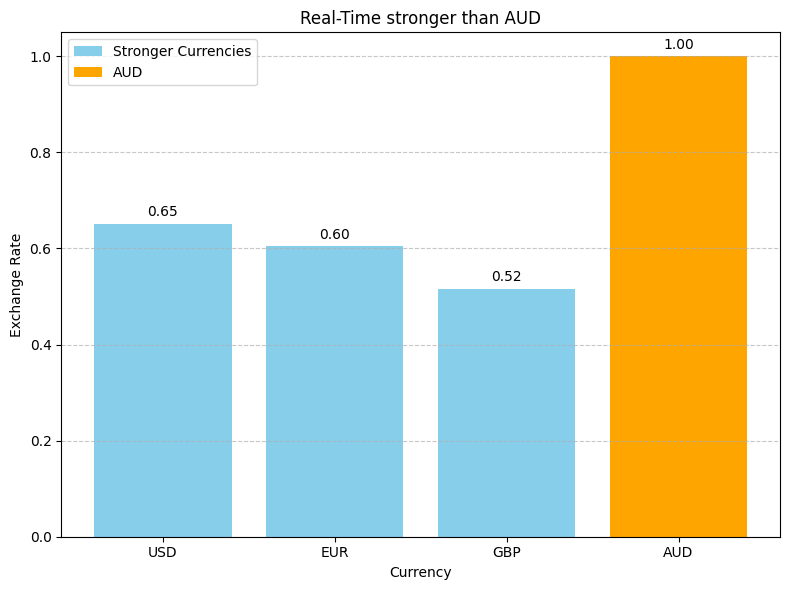 Real-Time stronger than AUD
Stronger Currencies
AUD
1.00
0.65
0.60
0.52
Exchange Rate
1.0
0.8
0.6
0.4
0.2
0.0
USD
EUR
GBP
AUD
Currency